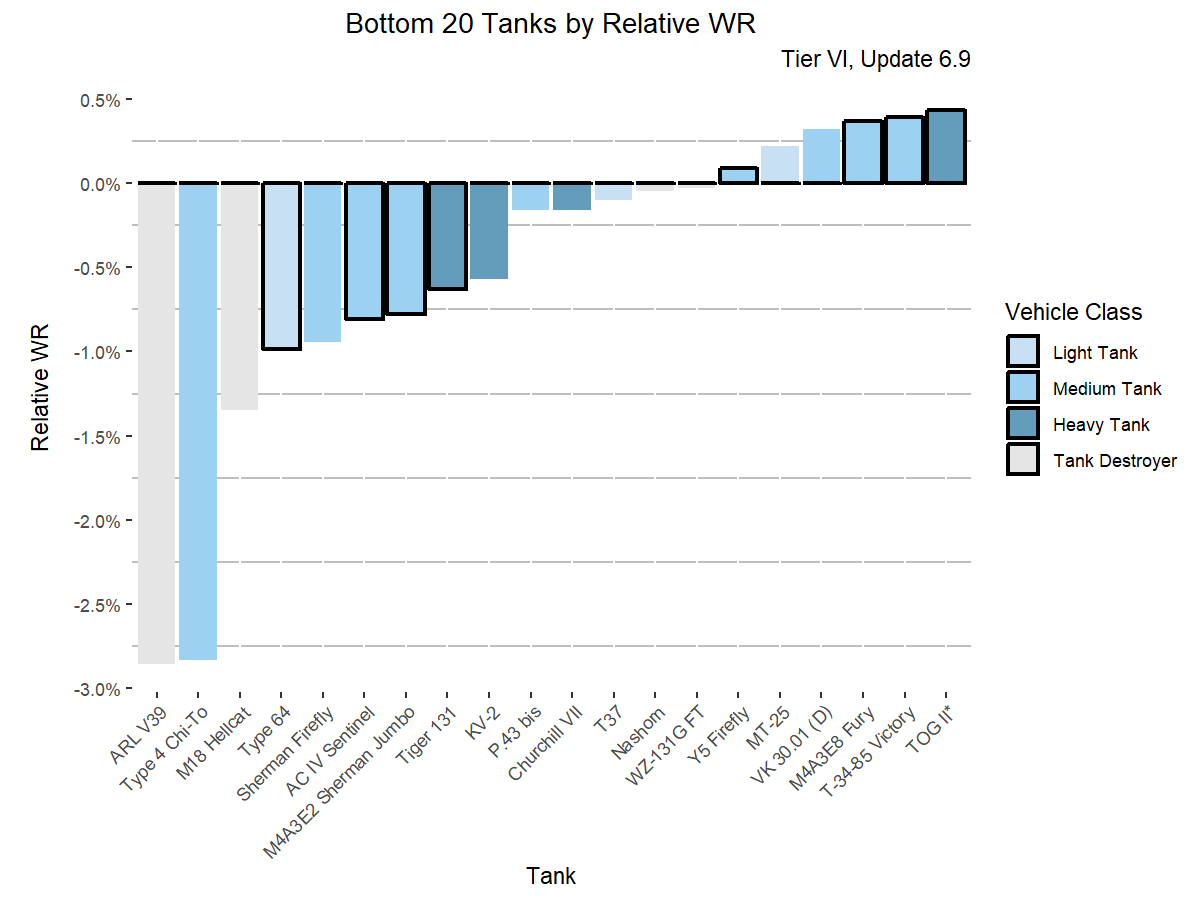 Bottom 20 Tanks by Relative WR
Tier VI, Update 6.9
0.5%
0.0%
-0.5%
-1.0%
-1.5%
-2.0%
-2.5%
-3.0%
Relative WR
ARL V39
Type 4 Chi-To
M18 Hellcat
Type 64
Sherman Firefly
AC IV Sentinel
M4A3E2 Sherman Jumbo
Tiger 131
KV-2
P.43 bis
Churchill VII
T37
Nashorn
WZ-131G FT
Y5 Firefly
MT-25
VK 30.01 (D)
M4A3E8 Fury
T-34-85 Victory
TOG II*
Tank
Vehicle Class
Light Tank
Medium Tank
Heavy Tank
Tank Destroyer